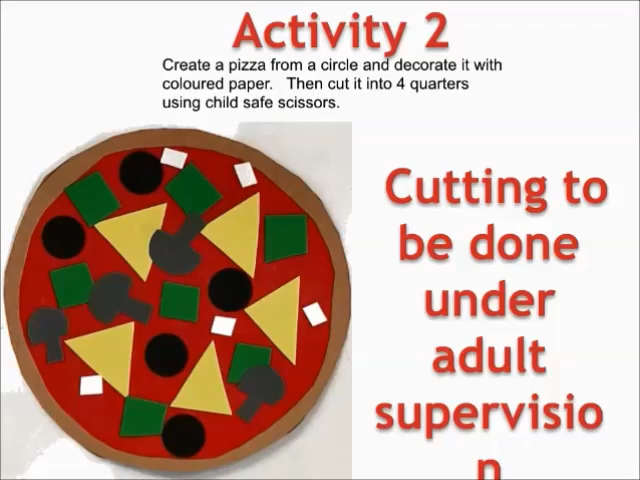 Activity 2
Create a pizza from a circle and decorate it with
coloured paper.   Then cut it into 4 quarters
using child safe scissors.
Cutting to
be done
under
adult
supervisio
n